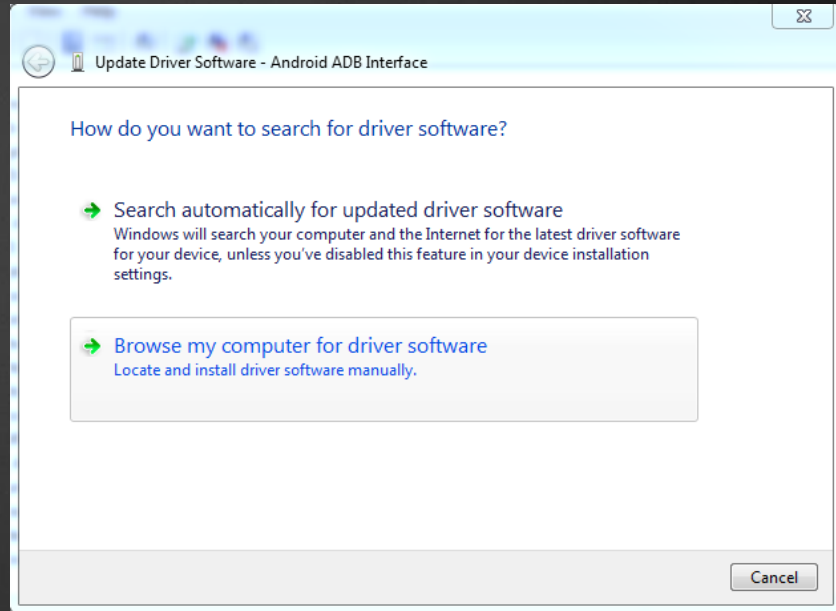 Update Driver Software - Android ADB Interface
How do you want to search for driver software?
Search automatically for updated driver software
Windows will search your computer and the Internet for the latest driver software
for your device, unless you've disabled this feature in your device installation
settings.
Browse my computer for driver software
Locate and install driver software manually.
Cancel